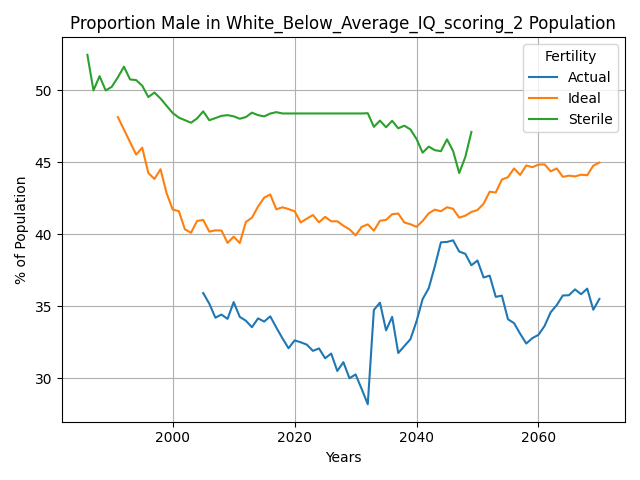 Proportion Male in White_Below_Average_IQ_scoring_2 Population
Fertility
Actual
Ideal
Sterile
% of Population
50
45
40
35
30
2000
2020
2040
2060
Years